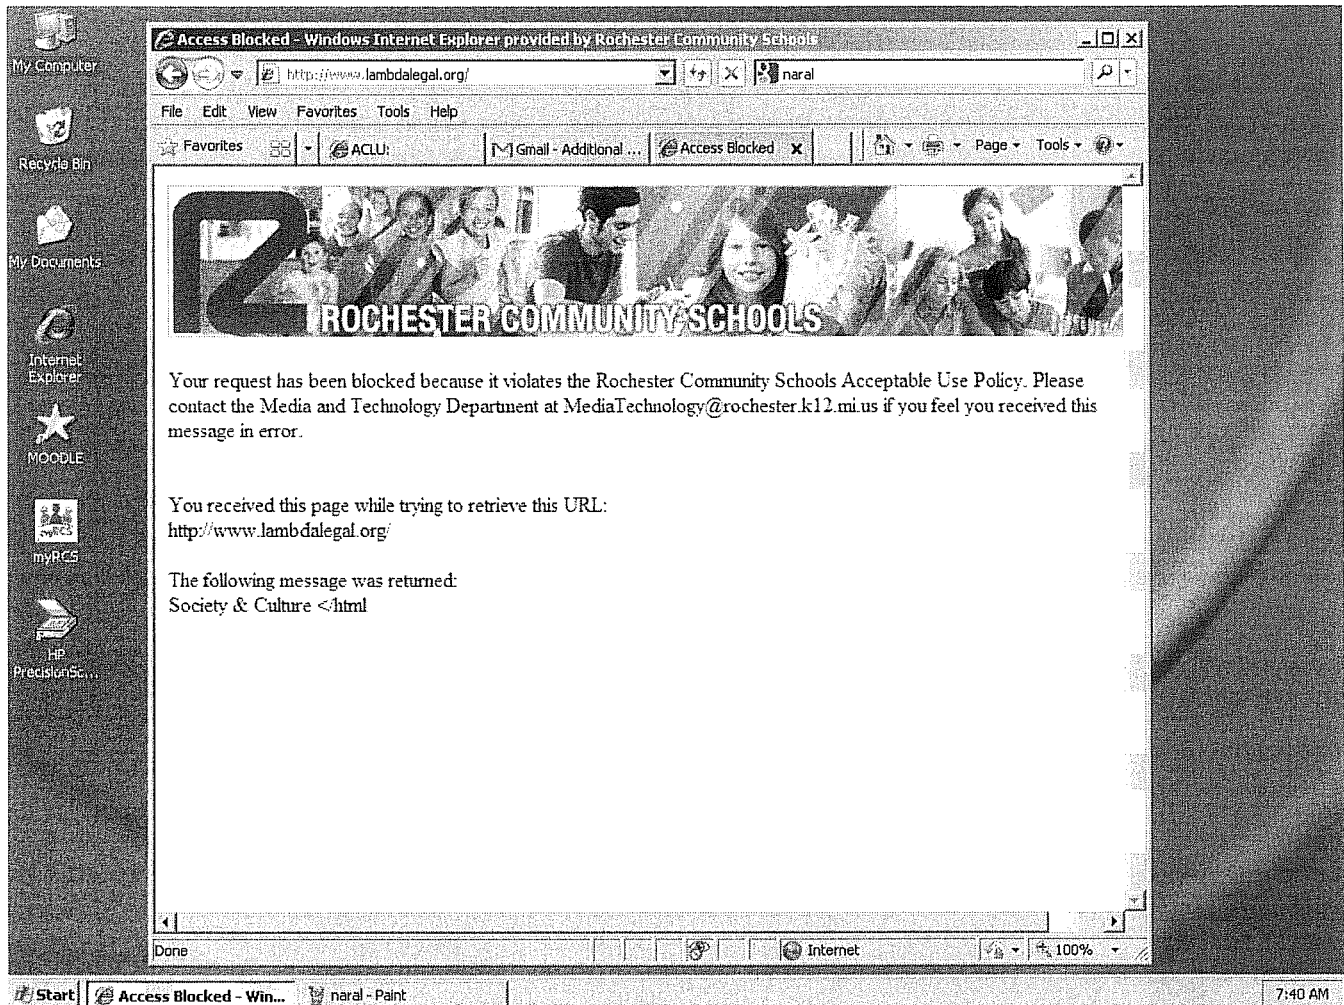 My Computer
Recycle Bin
My Documents
Internet
Explorer
MOODLE
myRCS
myRCS
HP
PrecisionSc...
Access Blocked - Windows Internet Explorer provided by Rochester Community Schools
http://www.lambdalegal.org/
naral
File Edit View Favorites Tools Help
Favorites
ACLU:
Gmail - Additional ...
Access Blocked X
Page Tools
ROCHESTER COMMUNITY SCHOOLS
Your request has been blocked because it violates the Rochester Community Schools Acceptable Use Policy. Please
contact the Media and Technology Department at MediaTechnology@rochester.k12.mi.us if you feel you received this
message in error.
You received this page while trying to retrieve this URL:
http://www.lambdalegal.org/
The following message was returned:
Society & Culture </html
Done
Internet
100%
Start
Access Blocked - Win...
naral - Paint
7:40 AM